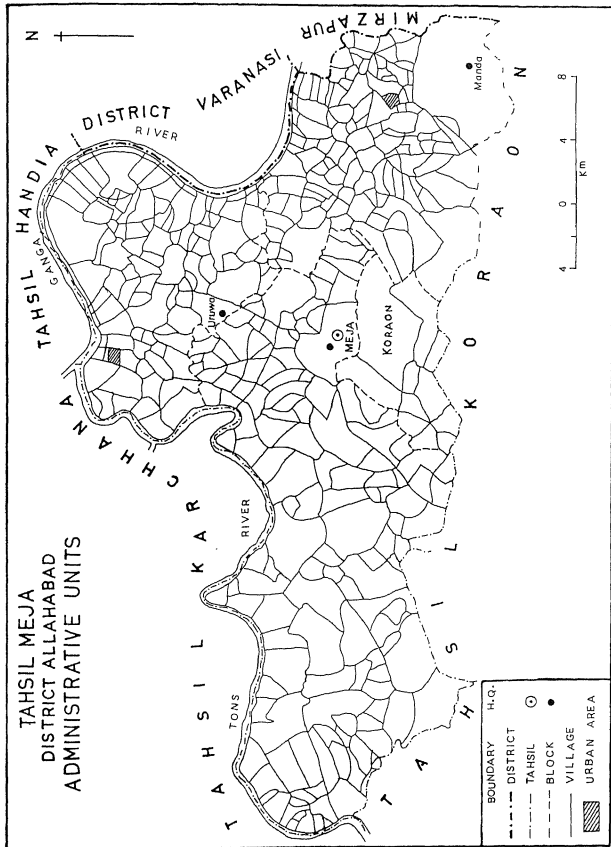 TAHSIL MEJA
DISTRICT ALLAHABAD
ADMINISTRATIVE UNITS
N
TAHSIL HANDIA
GANGA
RIVER
DISTRICT VARANASI
MIRZAPUR
TAHSIL KARCHHANA
TONS
RIVER
Uruwa
MEJA
KORAON
Manda
TAHSIL KORAON
4 0 4 8
Km
BOUNDARY H.Q.
DISTRICT
TAHSIL
BLOCK
VILLAGE
URBAN AREA